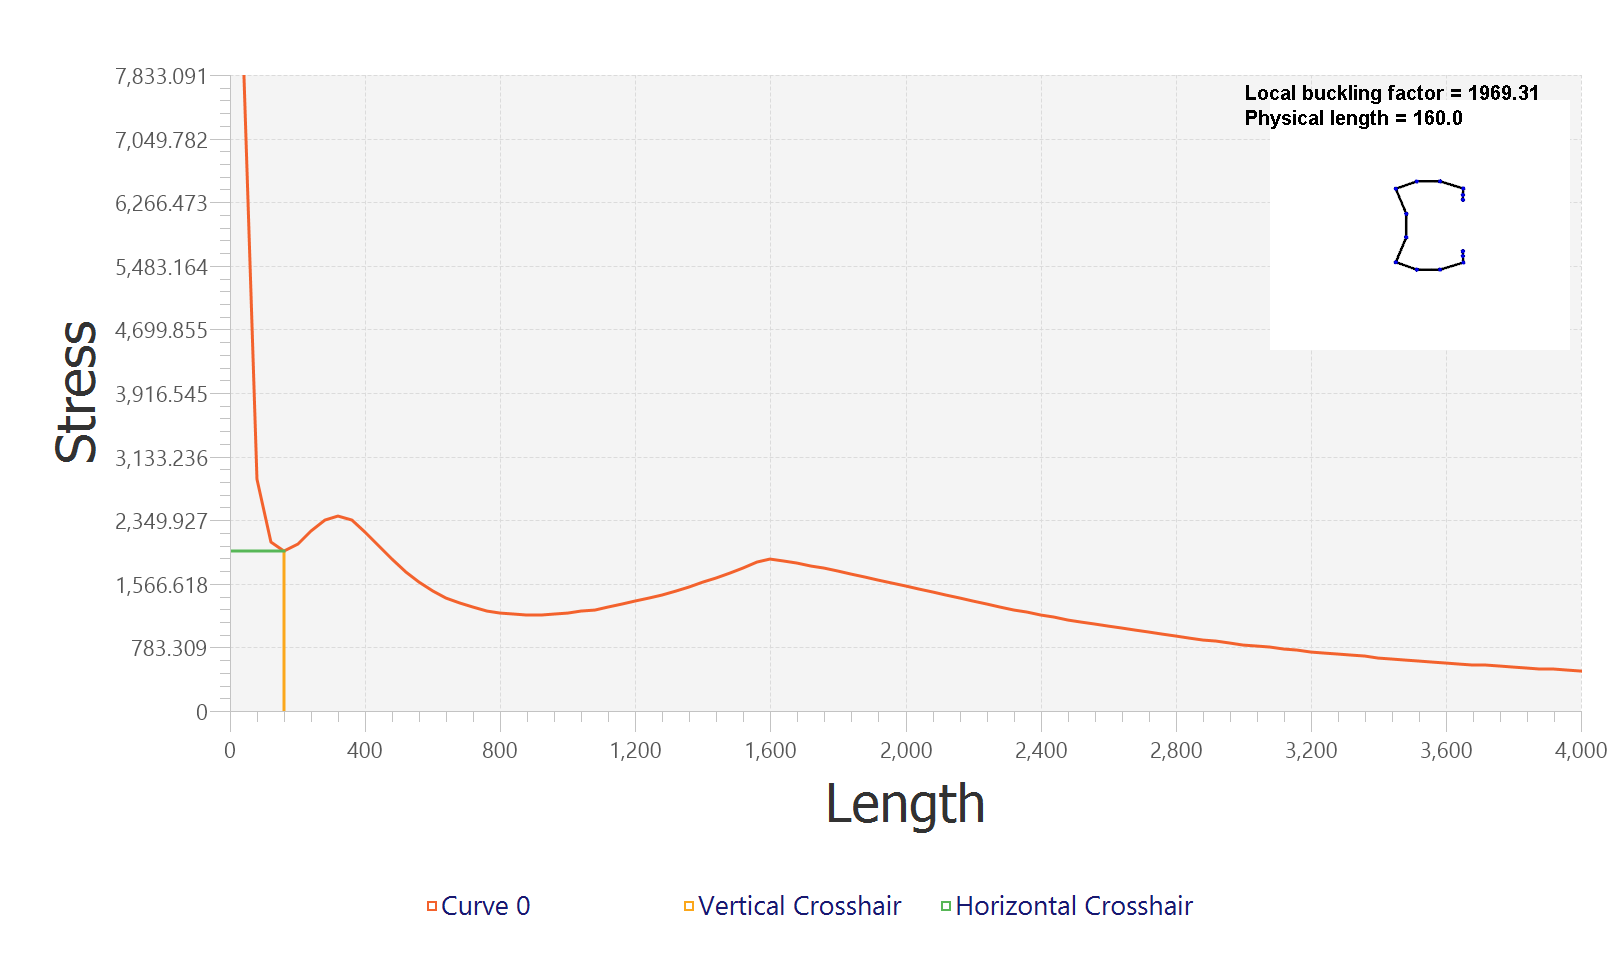 Local buckling factor = 1969.31
Physical length = 160.0
Stress
7,833.091
7,049.782
6,266.473
5,483.164
4,699.855
3,916.545
3,133.236
2,349.927
1,566.618
783.309
0
0 400 800 1,200 1,600 2,000 2,400 2,800 3,200 3,600 4,000
Length
Curve 0 Vertical Crosshair Horizontal Crosshair